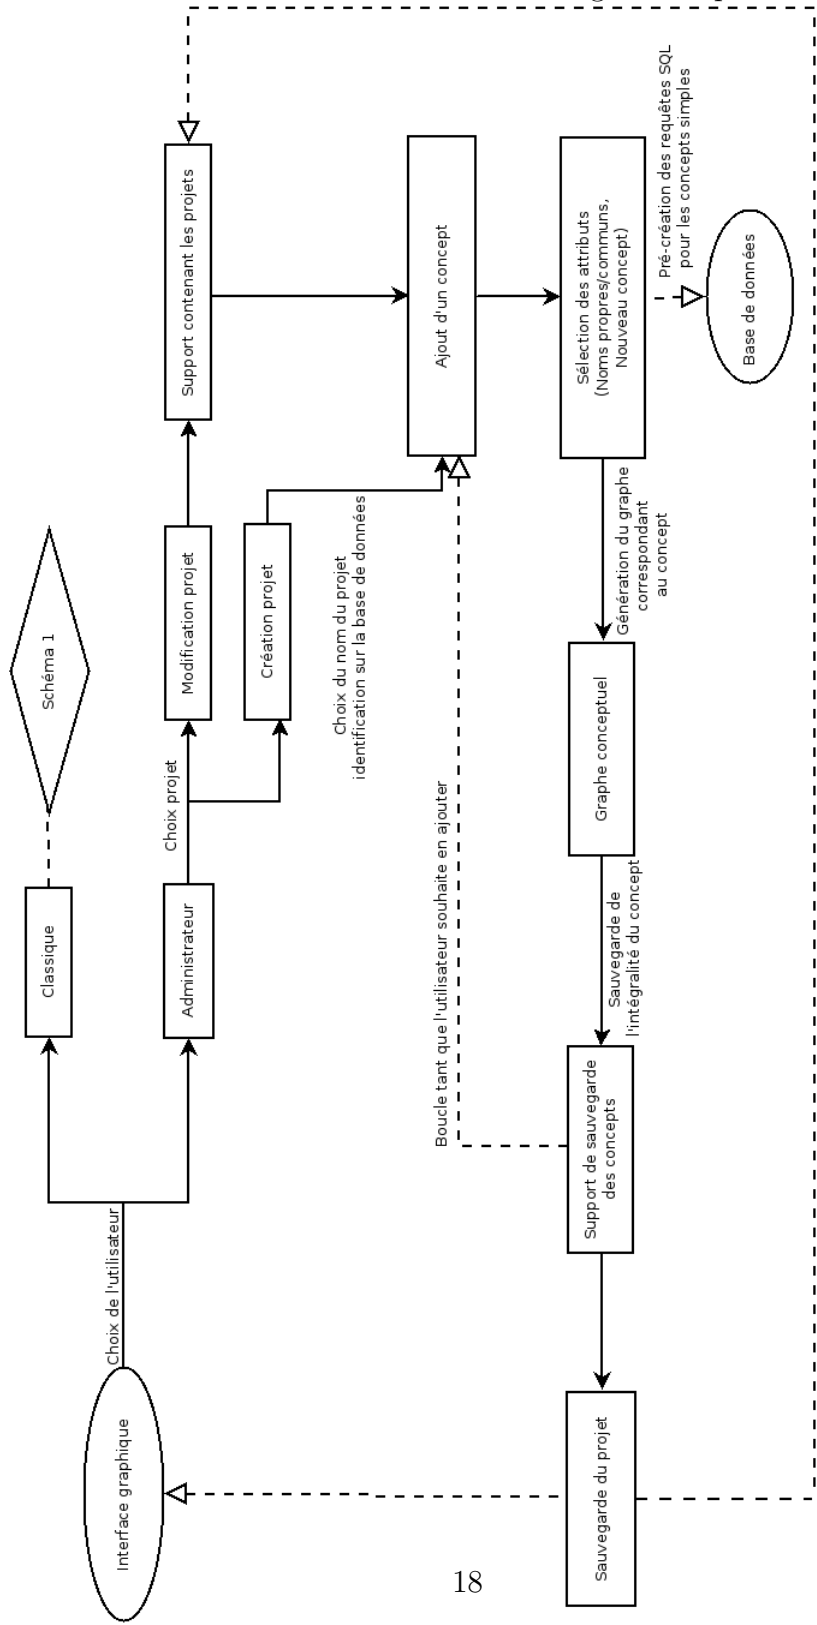 Interface graphique
Choix de l'utilisateur
Classique
Schéma 1
Administrateur
Choix projet
Modification projet
Support contenant les projets
Création projet
Choix du nom du projet
identification sur la base de données
Ajout d'un concept
Boucle tant que l'utilisateur souhaite en ajouter
Sélection des attributs
(Noms propres/communs,
Nouveau concept)
Pré-création des requêtes SQL
pour les concepts simples
Base de données
Génération du graphe
correspondant
au concept
Graphe conceptuel
Sauvegarde de
l'intégralité du concept
Support de sauvegarde
des concepts
Sauvegarde du projet
18